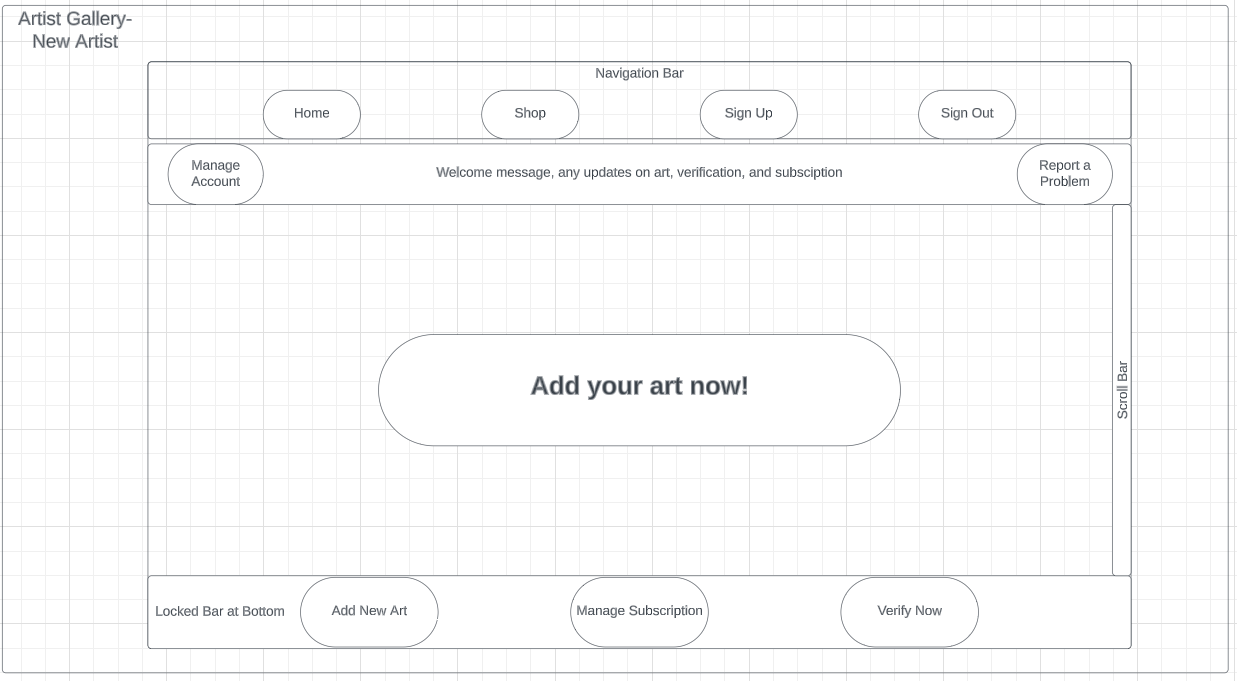 Artist Gallery-
New Artist
Navigation Bar
Home
Shop
Sign Up
Sign Out
Manage
Account
Welcome message, any updates on art, verification, and subsciption
Report a
Problem
Add your art now!
Scroll Bar
Locked Bar at Bottom
Add New Art
Manage Subscription
Verify Now